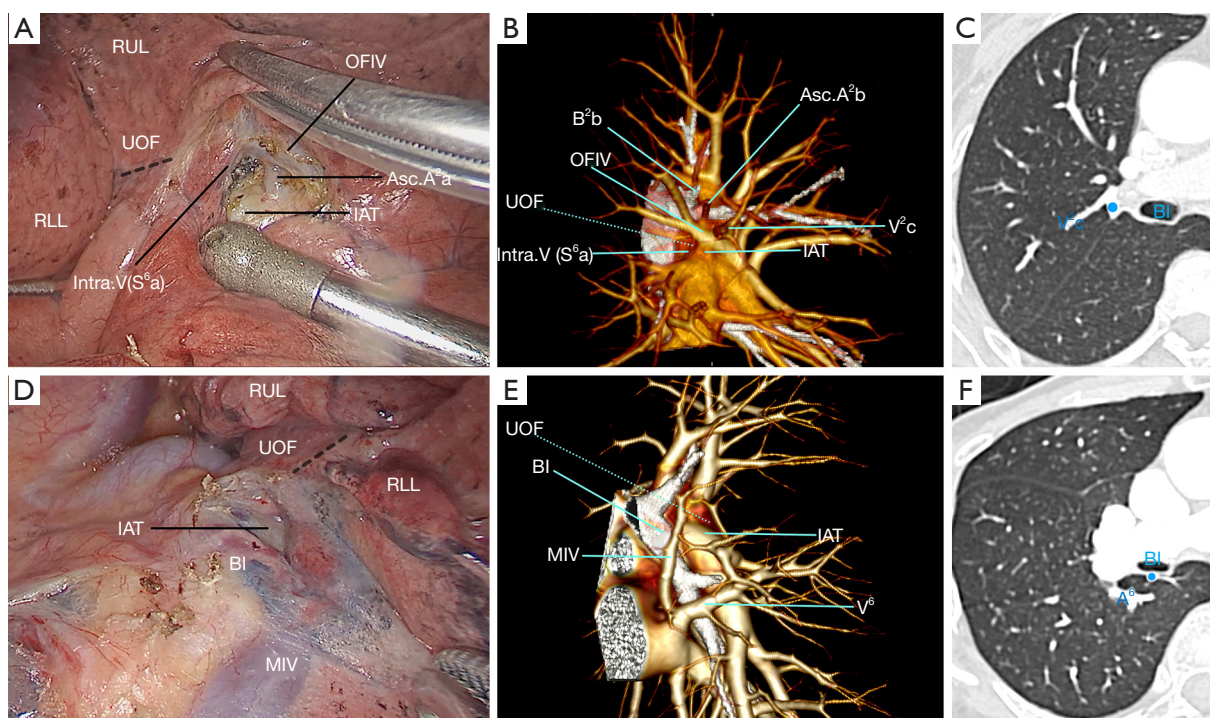 A
RUL
OFIV
UOF
Asc.A²a
RLL
IAT
Intra.V(S⁶a)
B
Asc.A²b
B²b
OFIV
UOF
V²c
Intra.V (S⁶a)
IAT
C
V²c
BI
D
RUL
UOF
RLL
IAT
BI
MIV
E
UOF
BI
IAT
MIV
V⁶
F
BI
A⁶